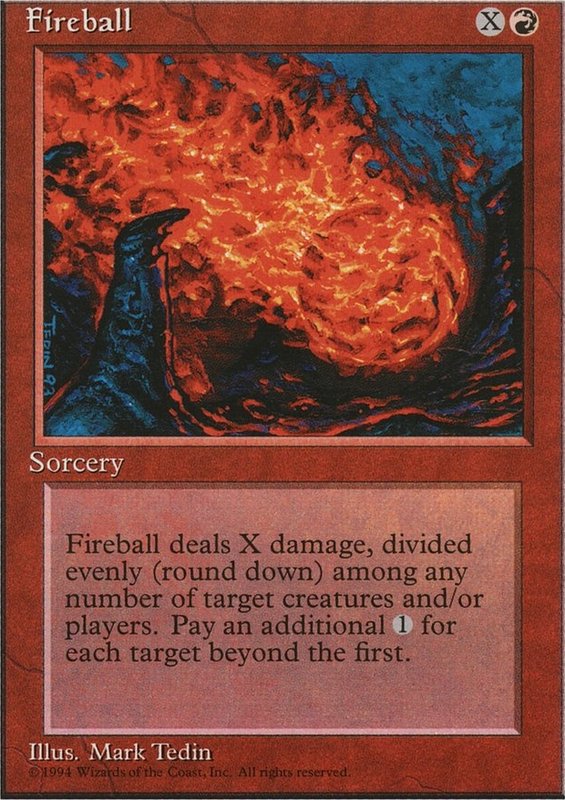 Fireball X
TEDIN 93
Sorcery
Fireball deals X damage, divided
evenly (round down) among any
number of target creatures and/or
players. Pay an additional 1 for
each target beyond the first.
Illus. Mark Tedin
© 1994 Wizards of the Coast, Inc. All rights reserved.